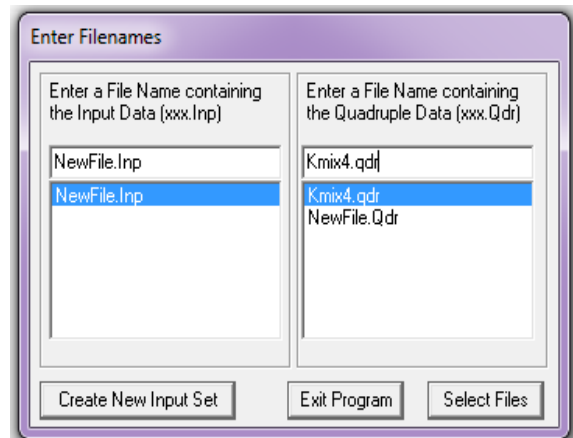 Enter Filenames
Enter a File Name containing
the Input Data (xxx.Inp)
NewFile.Inp
NewFile.Inp
Enter a File Name containing
the Quadruple Data (xxx.Qdr)
Kmix4.qdr
Kmix4.qdr
NewFile.Qdr
Create New Input Set
Exit Program
Select Files